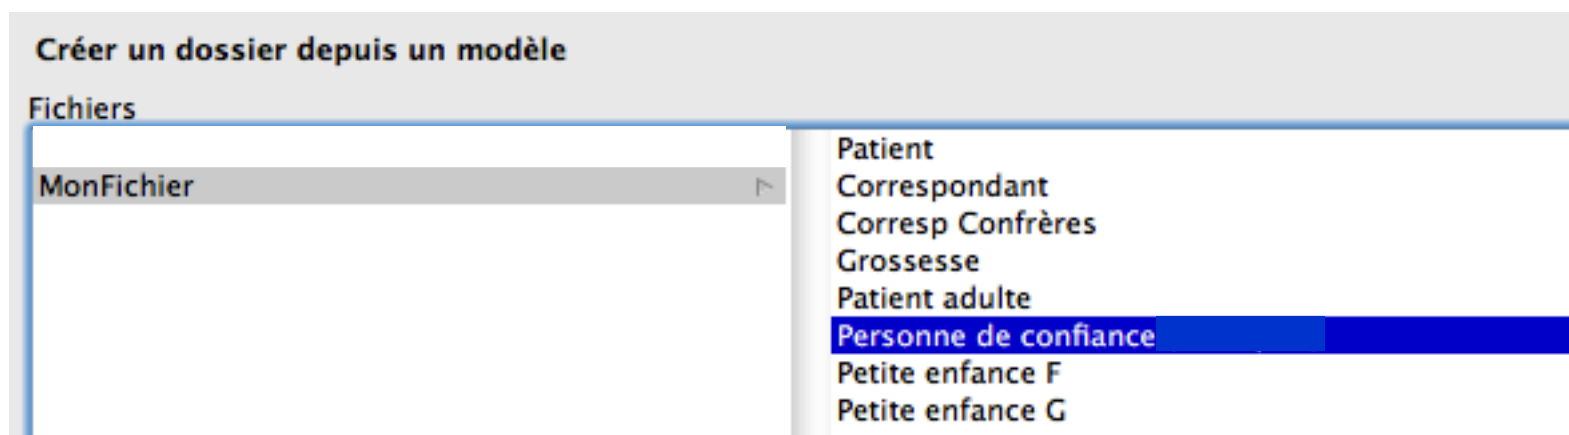 Créer un dossier depuis un modèle
Fichiers
MonFichier
Patient
Correspondant
Corresp Confrères
Grossesse
Patient adulte
Personne de confiance
Petite enfance F
Petite enfance G